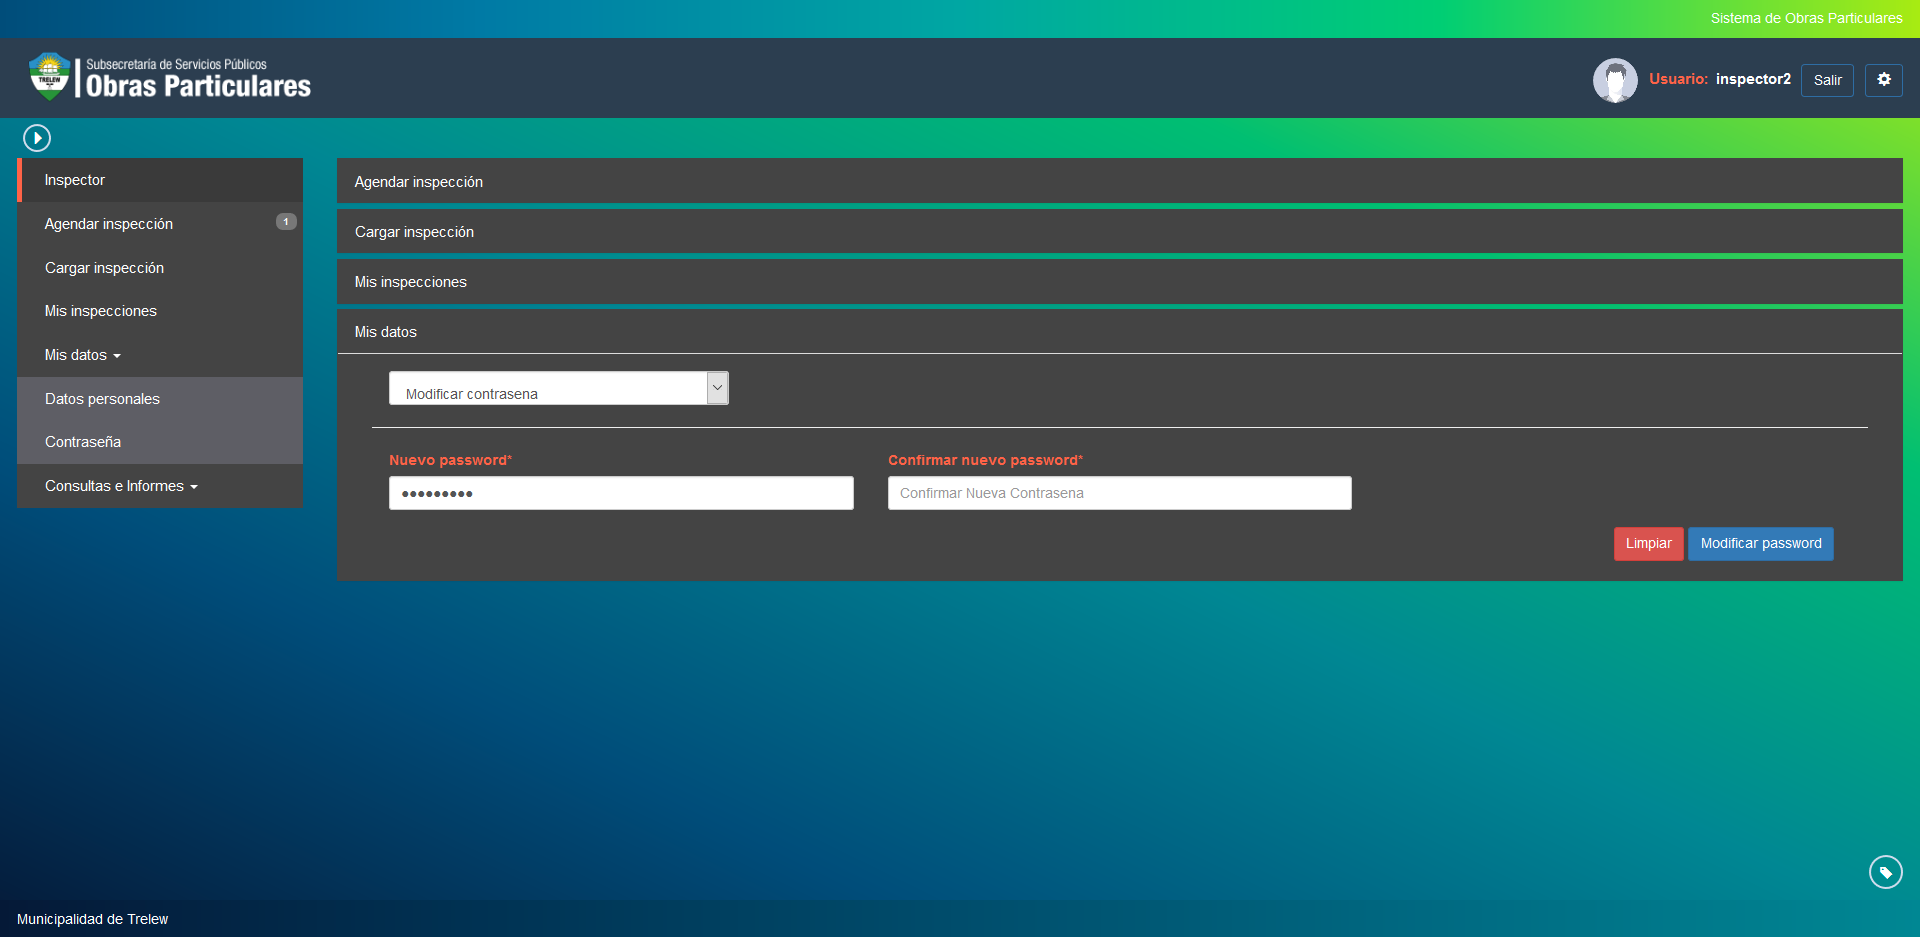 Sistema de Obras Particulares
TRELEW
Subsecretaría de Servicios Públicos
Obras Particulares
Usuario: inspector2
Salir
Inspector
Agendar inspección 1
Cargar inspección
Mis inspecciones
Mis datos
Datos personales
Contraseña
Consultas e Informes
Agendar inspección
Cargar inspección
Mis inspecciones
Mis datos
Modificar contrasena
Nuevo password*
•••••••••
Confirmar nuevo password*
Confirmar Nueva Contrasena
Limpiar
Modificar password
Municipalidad de Trelew